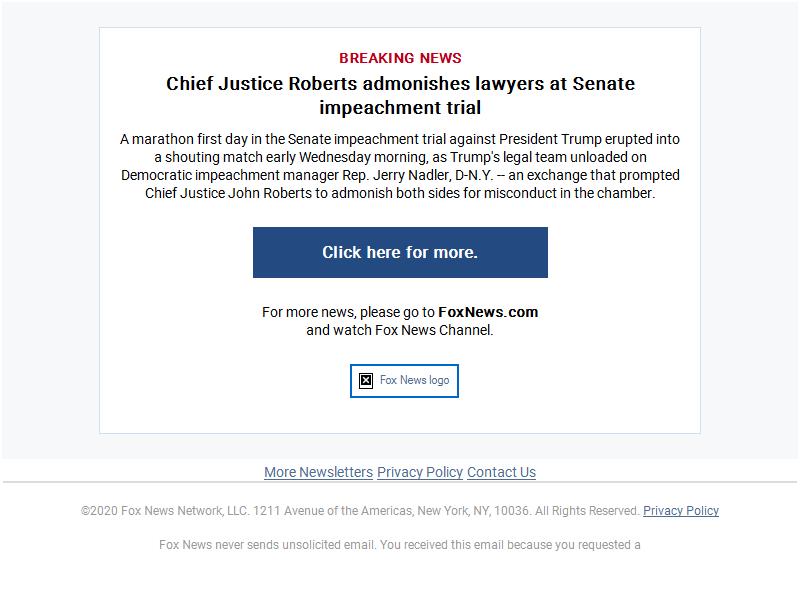 BREAKING NEWS
Chief Justice Roberts admonishes lawyers at Senate
impeachment trial
A marathon first day in the Senate impeachment trial against President Trump erupted into
a shouting match early Wednesday morning, as Trump's legal team unloaded on
Democratic impeachment manager Rep. Jerry Nadler, D-N.Y. -- an exchange that prompted
Chief Justice John Roberts to admonish both sides for misconduct in the chamber.
Click here for more.
For more news, please go to FoxNews.com
and watch Fox News Channel.
Fox News logo
More Newsletters Privacy Policy Contact Us
©2020 Fox News Network, LLC. 1211 Avenue of the Americas, New York, NY, 10036. All Rights Reserved. Privacy Policy
Fox News never sends unsolicited email. You received this email because you requested a